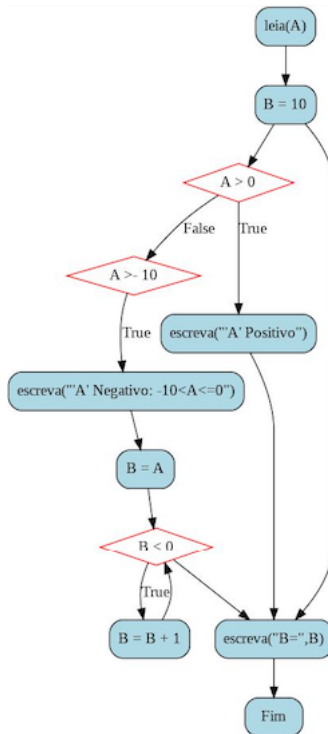 leia(A)
B = 10
A > 0
False
True
A >- 10
escreva("'A' Positivo")
True
escreva("'A' Negativo: -10<A<=0")
B = A
B < 0
True
B = B + 1
escreva("B=",B)
Fim